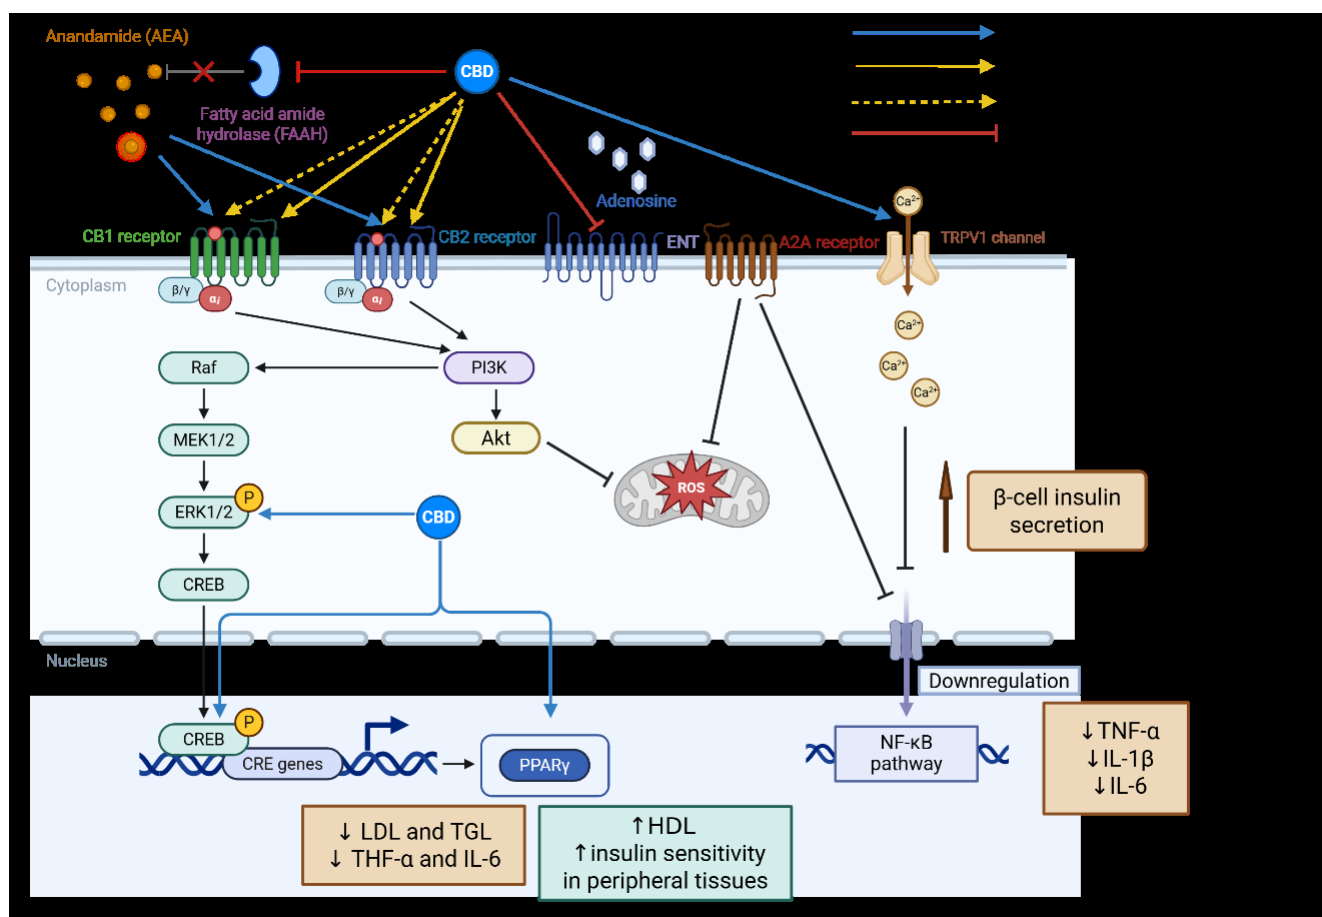 Anandamide (AEA)
CBD
Fatty acid amide
hydrolase (FAAH)
Adenosine
Ca²⁺
CB1 receptor
CB2 receptor
ENT
A2A receptor
TRPV1 channel
Cytoplasm
β/γ
αi
β/γ
αi
Ca²⁺
Ca²⁺
Ca²⁺
Raf
PI3K
MEK1/2
Akt
ROS
P
ERK1/2
CBD
β-cell insulin
secretion
CREB
Nucleus
Downregulation
P
CREB
CRE genes
PPARγ
NF-κB
pathway
↓TNF-α
↓IL-1β
↓IL-6
↓ LDL and TGL
↓ THF-α and IL-6
↑HDL
↑insulin sensitivity
in peripheral tissues